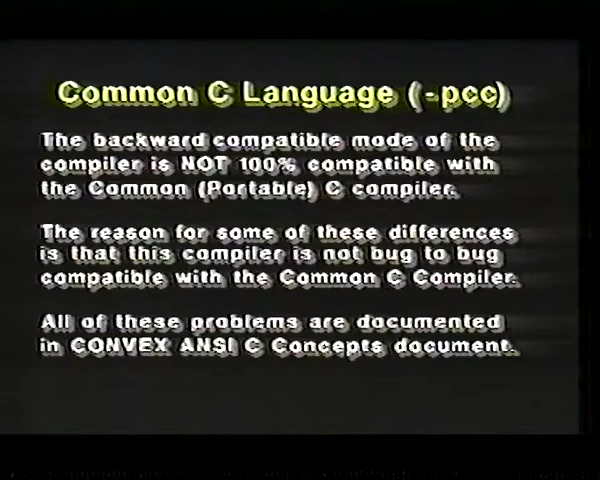 Common C Language (-pcc)
The backward compatible mode of the
compiler is NOT 100% compatible with
the Common (Portable) C compiler.
The reason for some of these differences
is that this compiler is not bug to bug
compatible with the Common C Compiler.
All of these problems are documented
in CONVEX ANSI C Concepts document.